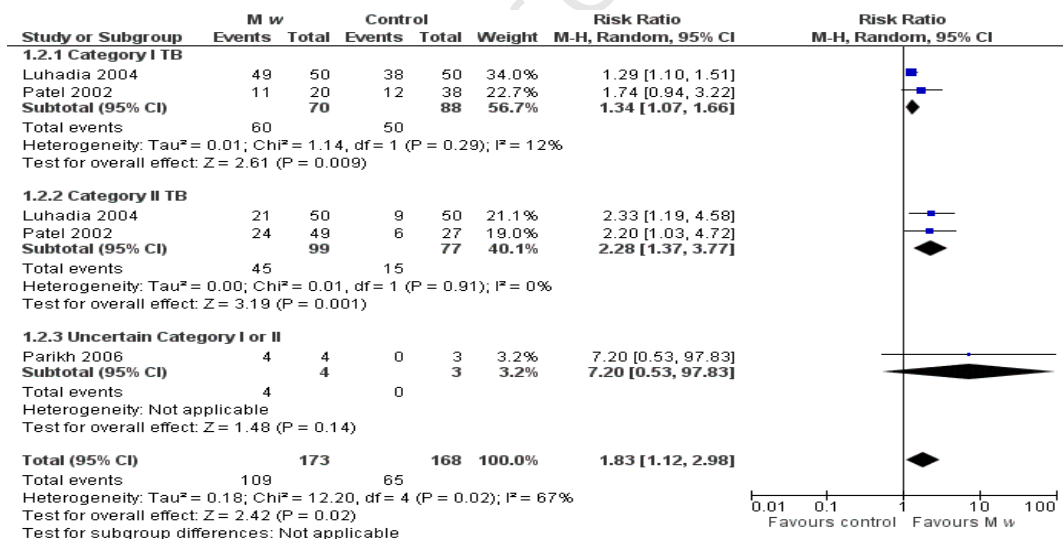 M w Control Risk Ratio Risk Ratio
Study or Subgroup Events Total Events Total Weight M-H, Random, 95% CI M-H, Random, 95% CI
1.2.1 Category I TB
Luhadia 2004 49 50 38 50 34.0% 1.29 [1.10, 1.51]
Patel 2002 11 20 12 38 22.7% 1.74 [0.94, 3.22]
Subtotal (95% CI) 70 88 56.7% 1.34 [1.07, 1.66]
Total events 60 50
Heterogeneity: Tau² = 0.01; Chi² = 1.14, df = 1 (P = 0.29); I² = 12%
Test for overall effect: Z = 2.61 (P = 0.009)
1.2.2 Category II TB
Luhadia 2004 21 50 9 50 21.1% 2.33 [1.19, 4.58]
Patel 2002 24 49 6 27 19.0% 2.20 [1.03, 4.72]
Subtotal (95% CI) 99 77 40.1% 2.28 [1.37, 3.77]
Total events 45 15
Heterogeneity: Tau² = 0.00; Chi² = 0.01, df = 1 (P = 0.91); I² = 0%
Test for overall effect: Z = 3.19 (P = 0.001)
1.2.3 Uncertain Category I or II
Parikh 2006 4 4 0 3 3.2% 7.20 [0.53, 97.83]
Subtotal (95% CI) 4 3 3.2% 7.20 [0.53, 97.83]
Total events 4 0
Heterogeneity: Not applicable
Test for overall effect: Z = 1.48 (P = 0.14)
Total (95% CI) 173 168 100.0% 1.83 [1.12, 2.98]
Total events 109 65
Heterogeneity: Tau² = 0.18; Chi² = 12.20, df = 4 (P = 0.02); I² = 67%
Test for overall effect: Z = 2.42 (P = 0.02)
Test for subgroup differences: Not applicable
0.01 0.1 1 10 100
Favours control Favours M w